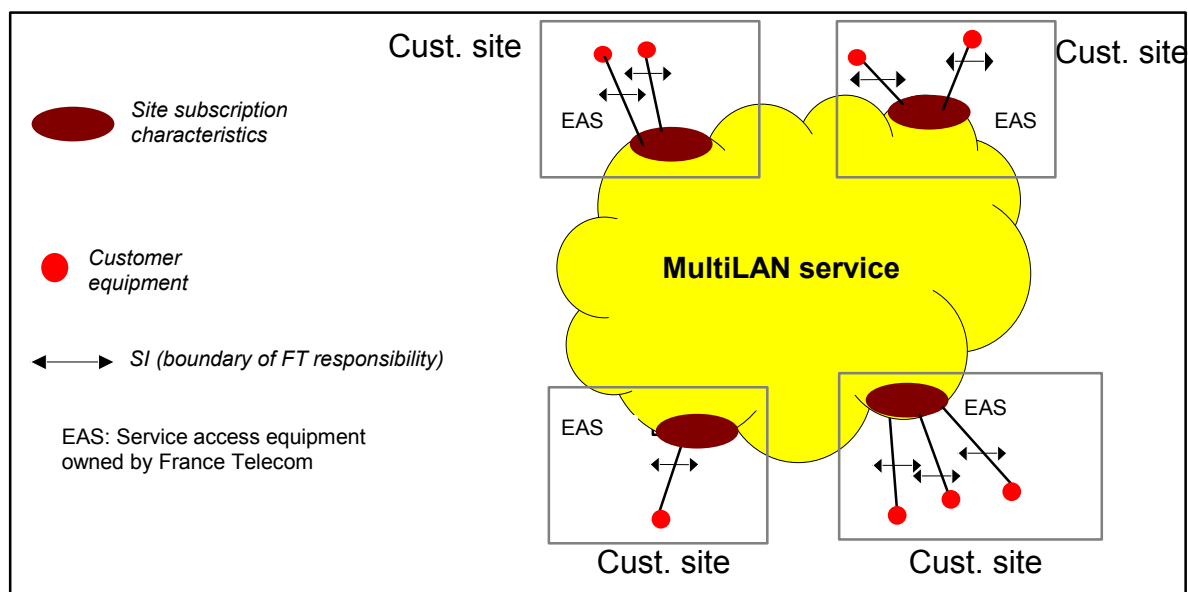 Cust. site
Cust. site
Site subscription
characteristics
EAS
EAS
Customer
equipment
MultiLAN service
SI (boundary of FT responsibility)
EAS: Service access equipment
owned by France Telecom
EAS
EAS
Cust. site
Cust. site